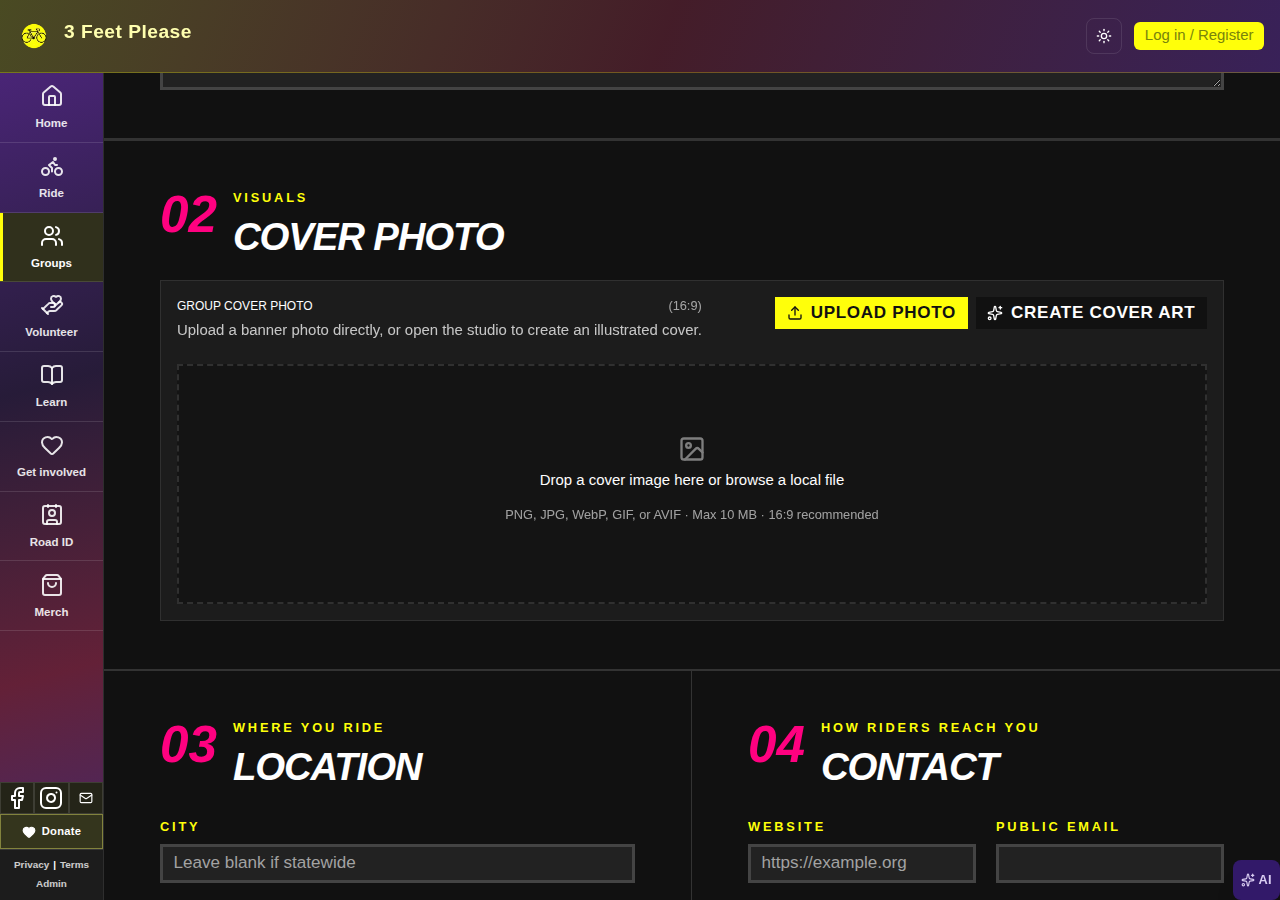 3 Feet Please
Log in / Register
Home
Ride
Groups
Volunteer
Learn
Get involved
Road ID
Merch
Donate
Privacy | Terms
Admin
02
VISUALS
COVER PHOTO
GROUP COVER PHOTO
(16:9)
Upload a banner photo directly, or open the studio to create an illustrated cover.
UPLOAD PHOTO
CREATE COVER ART
Drop a cover image here or browse a local file
PNG, JPG, WebP, GIF, or AVIF · Max 10 MB · 16:9 recommended
03
WHERE YOU RIDE
LOCATION
CITY
Leave blank if statewide
04
HOW RIDERS REACH YOU
CONTACT
WEBSITE
https://example.org
PUBLIC EMAIL
AI